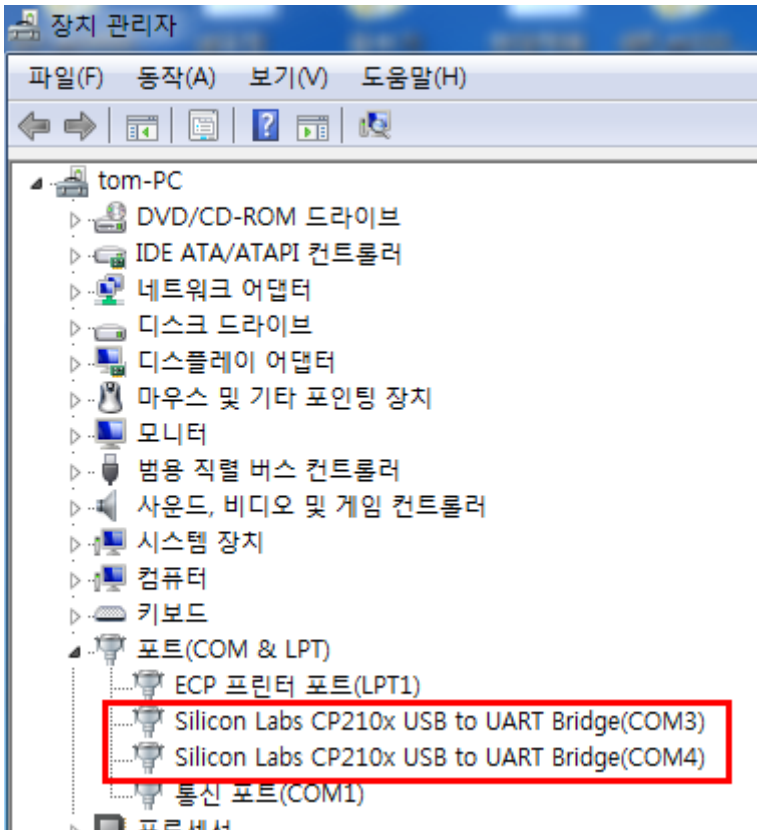 장치 관리자
파일(F) 동작(A) 보기(V) 도움말(H)
tom-PC
DVD/CD-ROM 드라이브
IDE ATA/ATAPI 컨트롤러
네트워크 어댑터
디스크 드라이브
디스플레이 어댑터
마우스 및 기타 포인팅 장치
모니터
범용 직렬 버스 컨트롤러
사운드, 비디오 및 게임 컨트롤러
시스템 장치
컴퓨터
키보드
포트(COM & LPT)
ECP 프린터 포트(LPT1)
Silicon Labs CP210x USB to UART Bridge(COM3)
Silicon Labs CP210x USB to UART Bridge(COM4)
통신 포트(COM1)